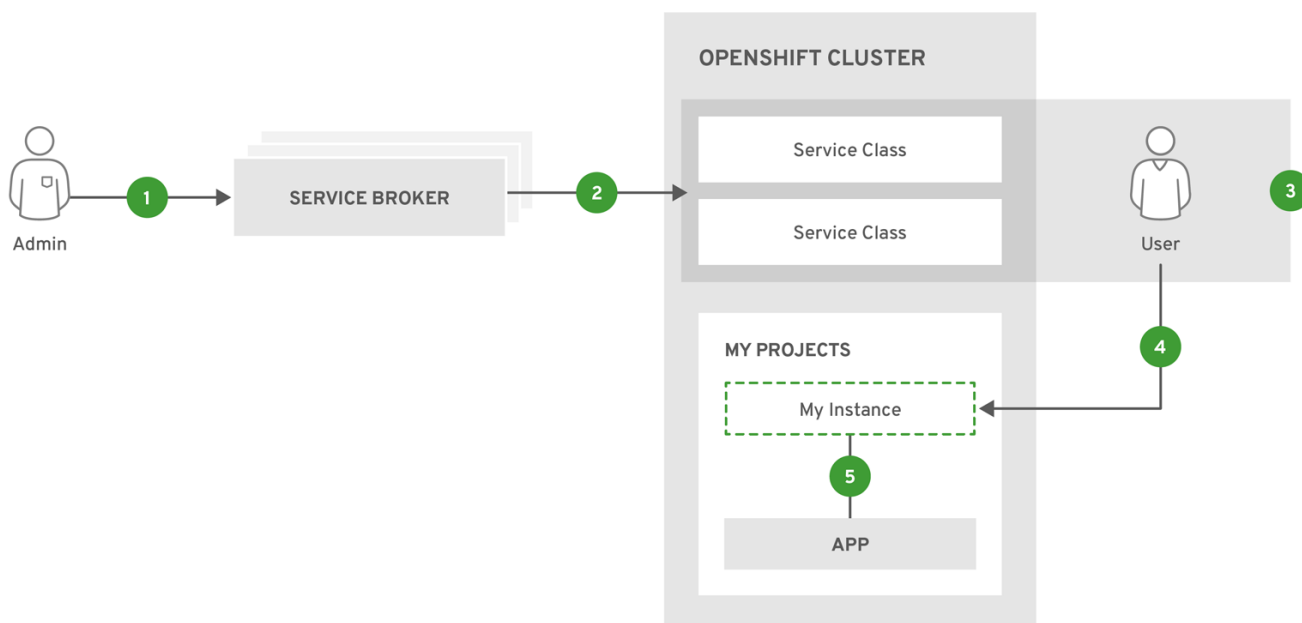 OPENSHIFT CLUSTER
Service Class
1
SERVICE BROKER
2
3
Service Class
Admin
User
MY PROJECTS
4
My Instance
5
APP